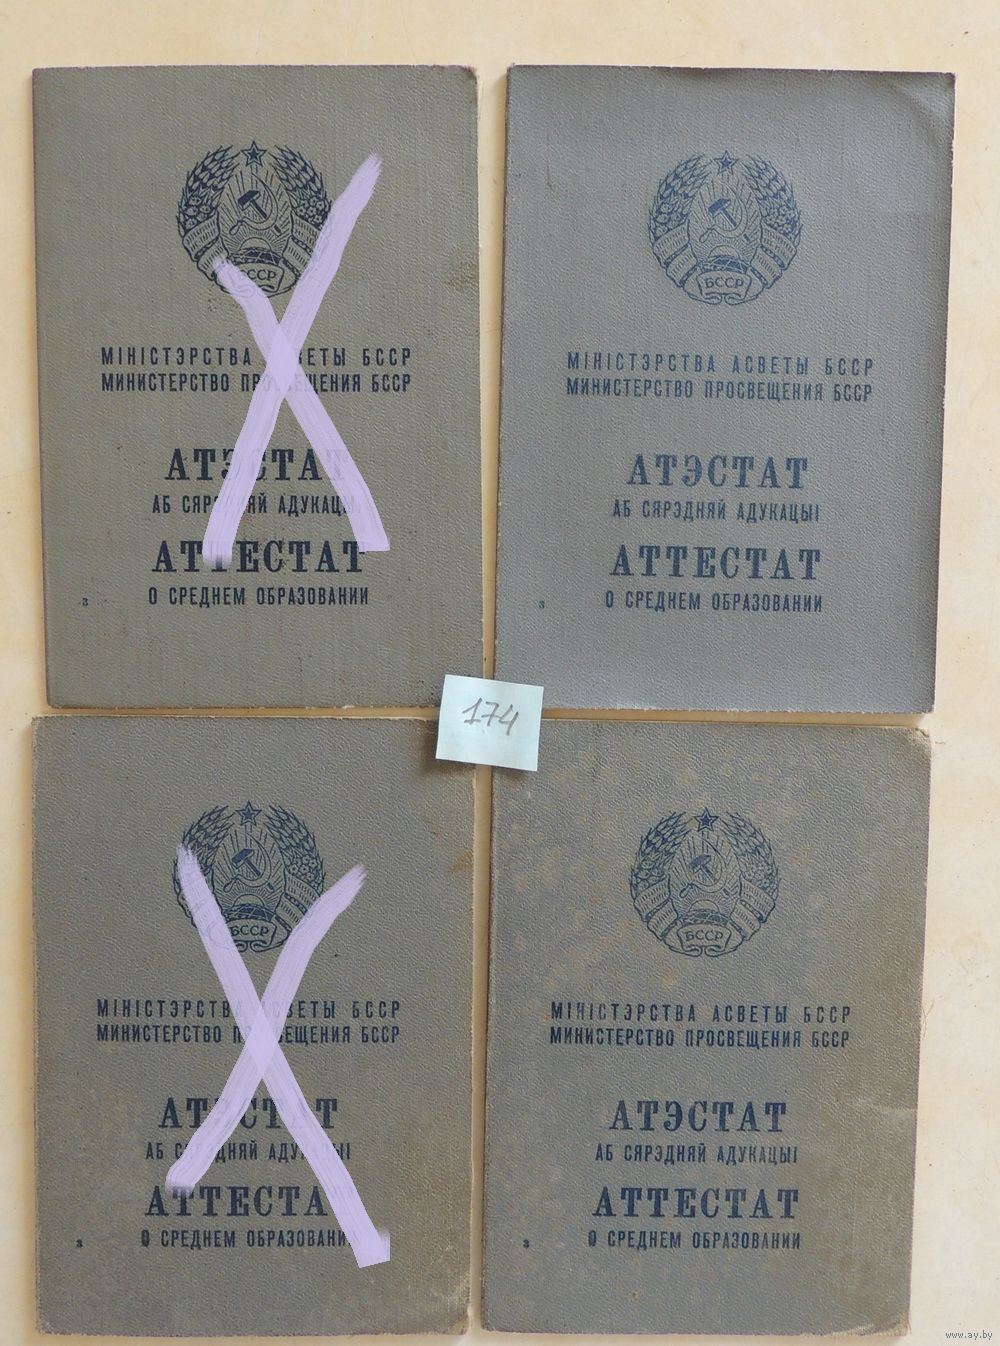 БССР
МІНІСТЭРСТВА АСВЕТЫ БССР
МИНИСТЕРСТВО ПРОСВЕЩЕНИЯ БССР
АТЭСТАТ
АБ СЯРЭДНЯЙ АДУКАЦЫІ
АТТЕСТАТ
О СРЕДНЕМ ОБРАЗОВАНИИ
З
БССР
МІНІСТЭРСТВА АСВЕТЫ БССР
МИНИСТЕРСТВО ПРОСВЕЩЕНИЯ БССР
АТЭСТАТ
АБ СЯРЭДНЯЙ АДУКАЦЫІ
АТТЕСТАТ
О СРЕДНЕМ ОБРАЗОВАНИИ
З
174
БССР
МІНІСТЭРСТВА АСВЕТЫ БССР
МИНИСТЕРСТВО ПРОСВЕЩЕНИЯ БССР
АТЭСТАТ
АБ СЯРЭДНЯЙ АДУКАЦЫІ
АТТЕСТАТ
О СРЕДНЕМ ОБРАЗОВАНИИ
З
БССР
МІНІСТЭРСТВА АСВЕТЫ БССР
МИНИСТЕРСТВО ПРОСВЕЩЕНИЯ БССР
АТЭСТАТ
АБ СЯРЭДНЯЙ АДУКАЦЫІ
АТТЕСТАТ
О СРЕДНЕМ ОБРАЗОВАНИИ
З
www.ay.by